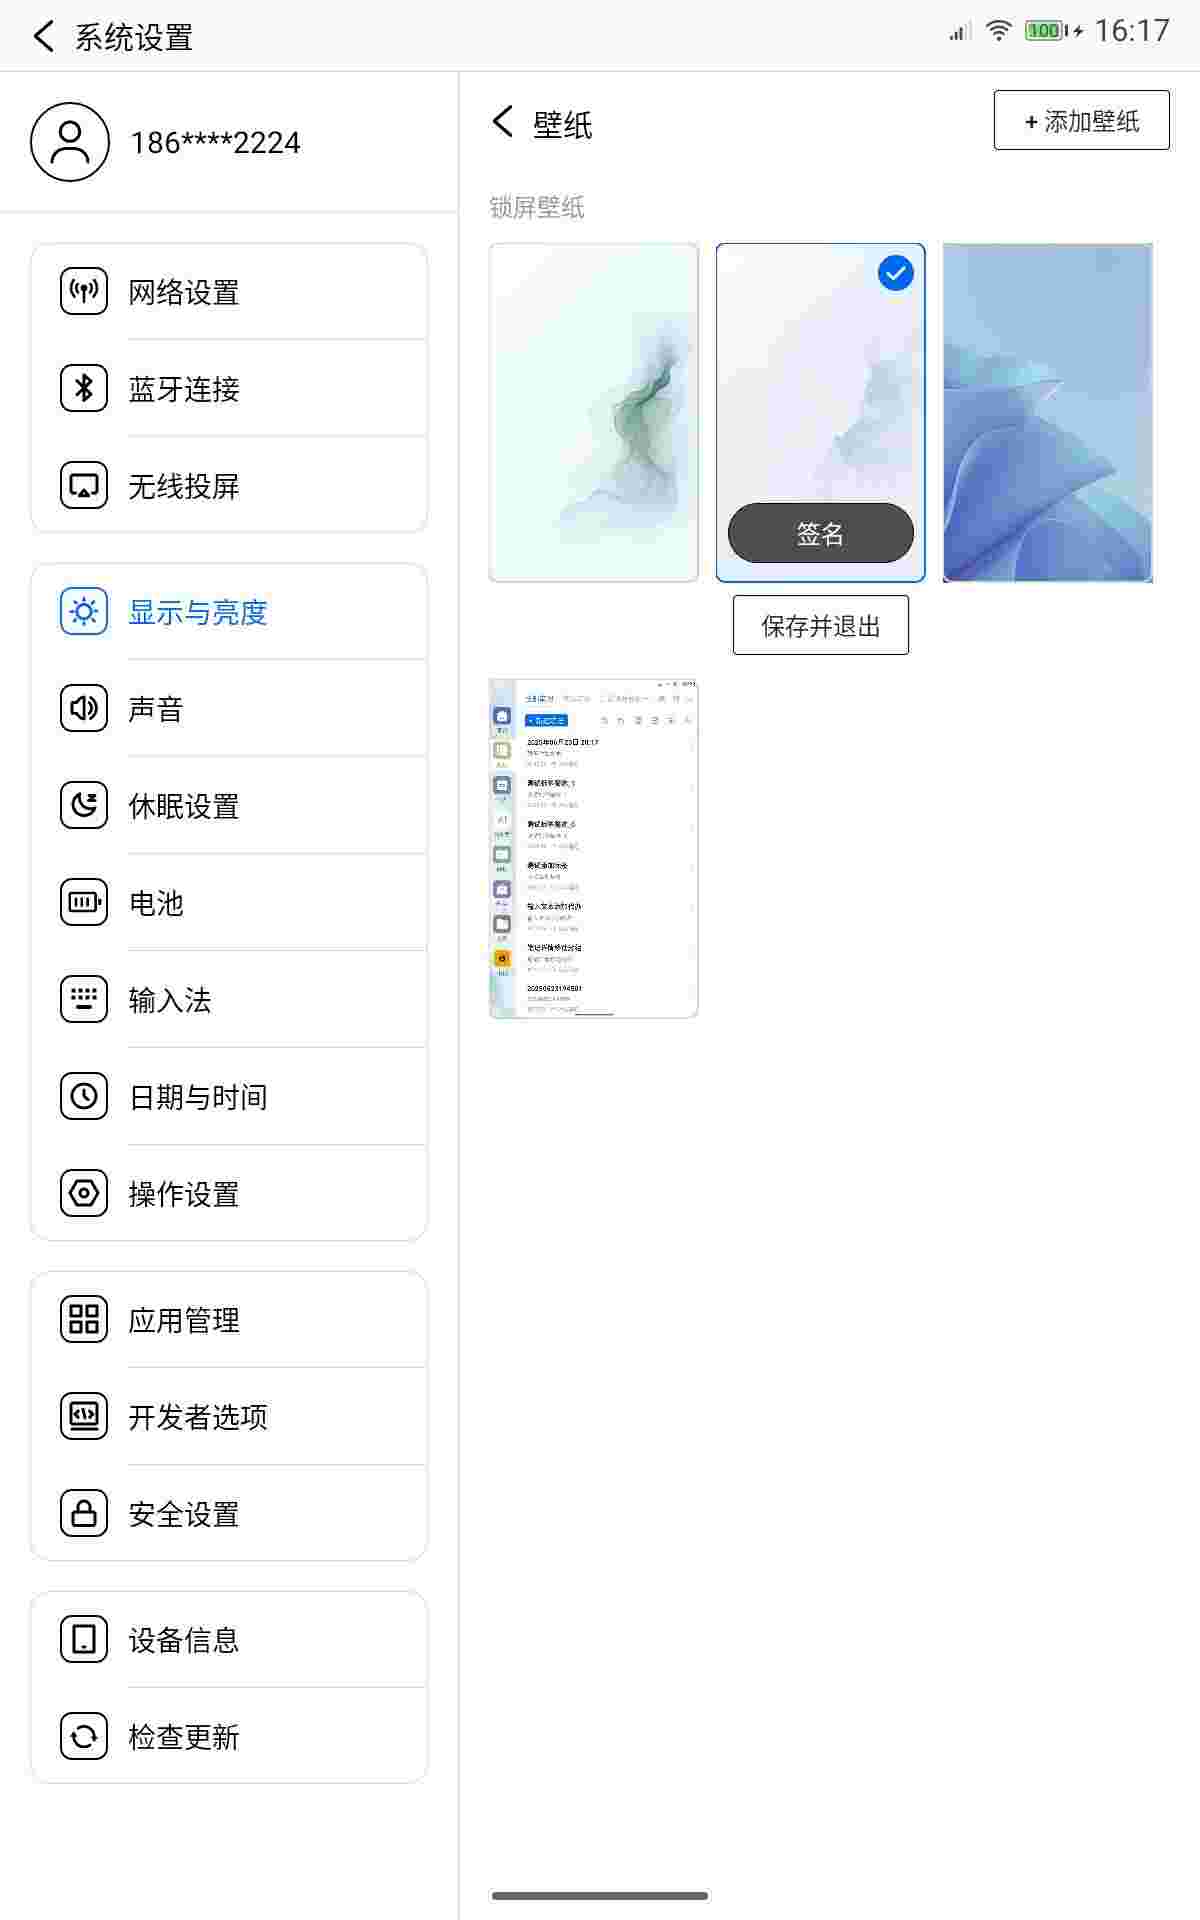 系统设置
100
16:17
186****2224
网络设置
蓝牙连接
无线投屏
显示与亮度
声音
休眠设置
电池
输入法
日期与时间
操作设置
应用管理
开发者选项
安全设置
设备信息
检查更新
壁纸
+ 添加壁纸
锁屏壁纸
签名
保存并退出